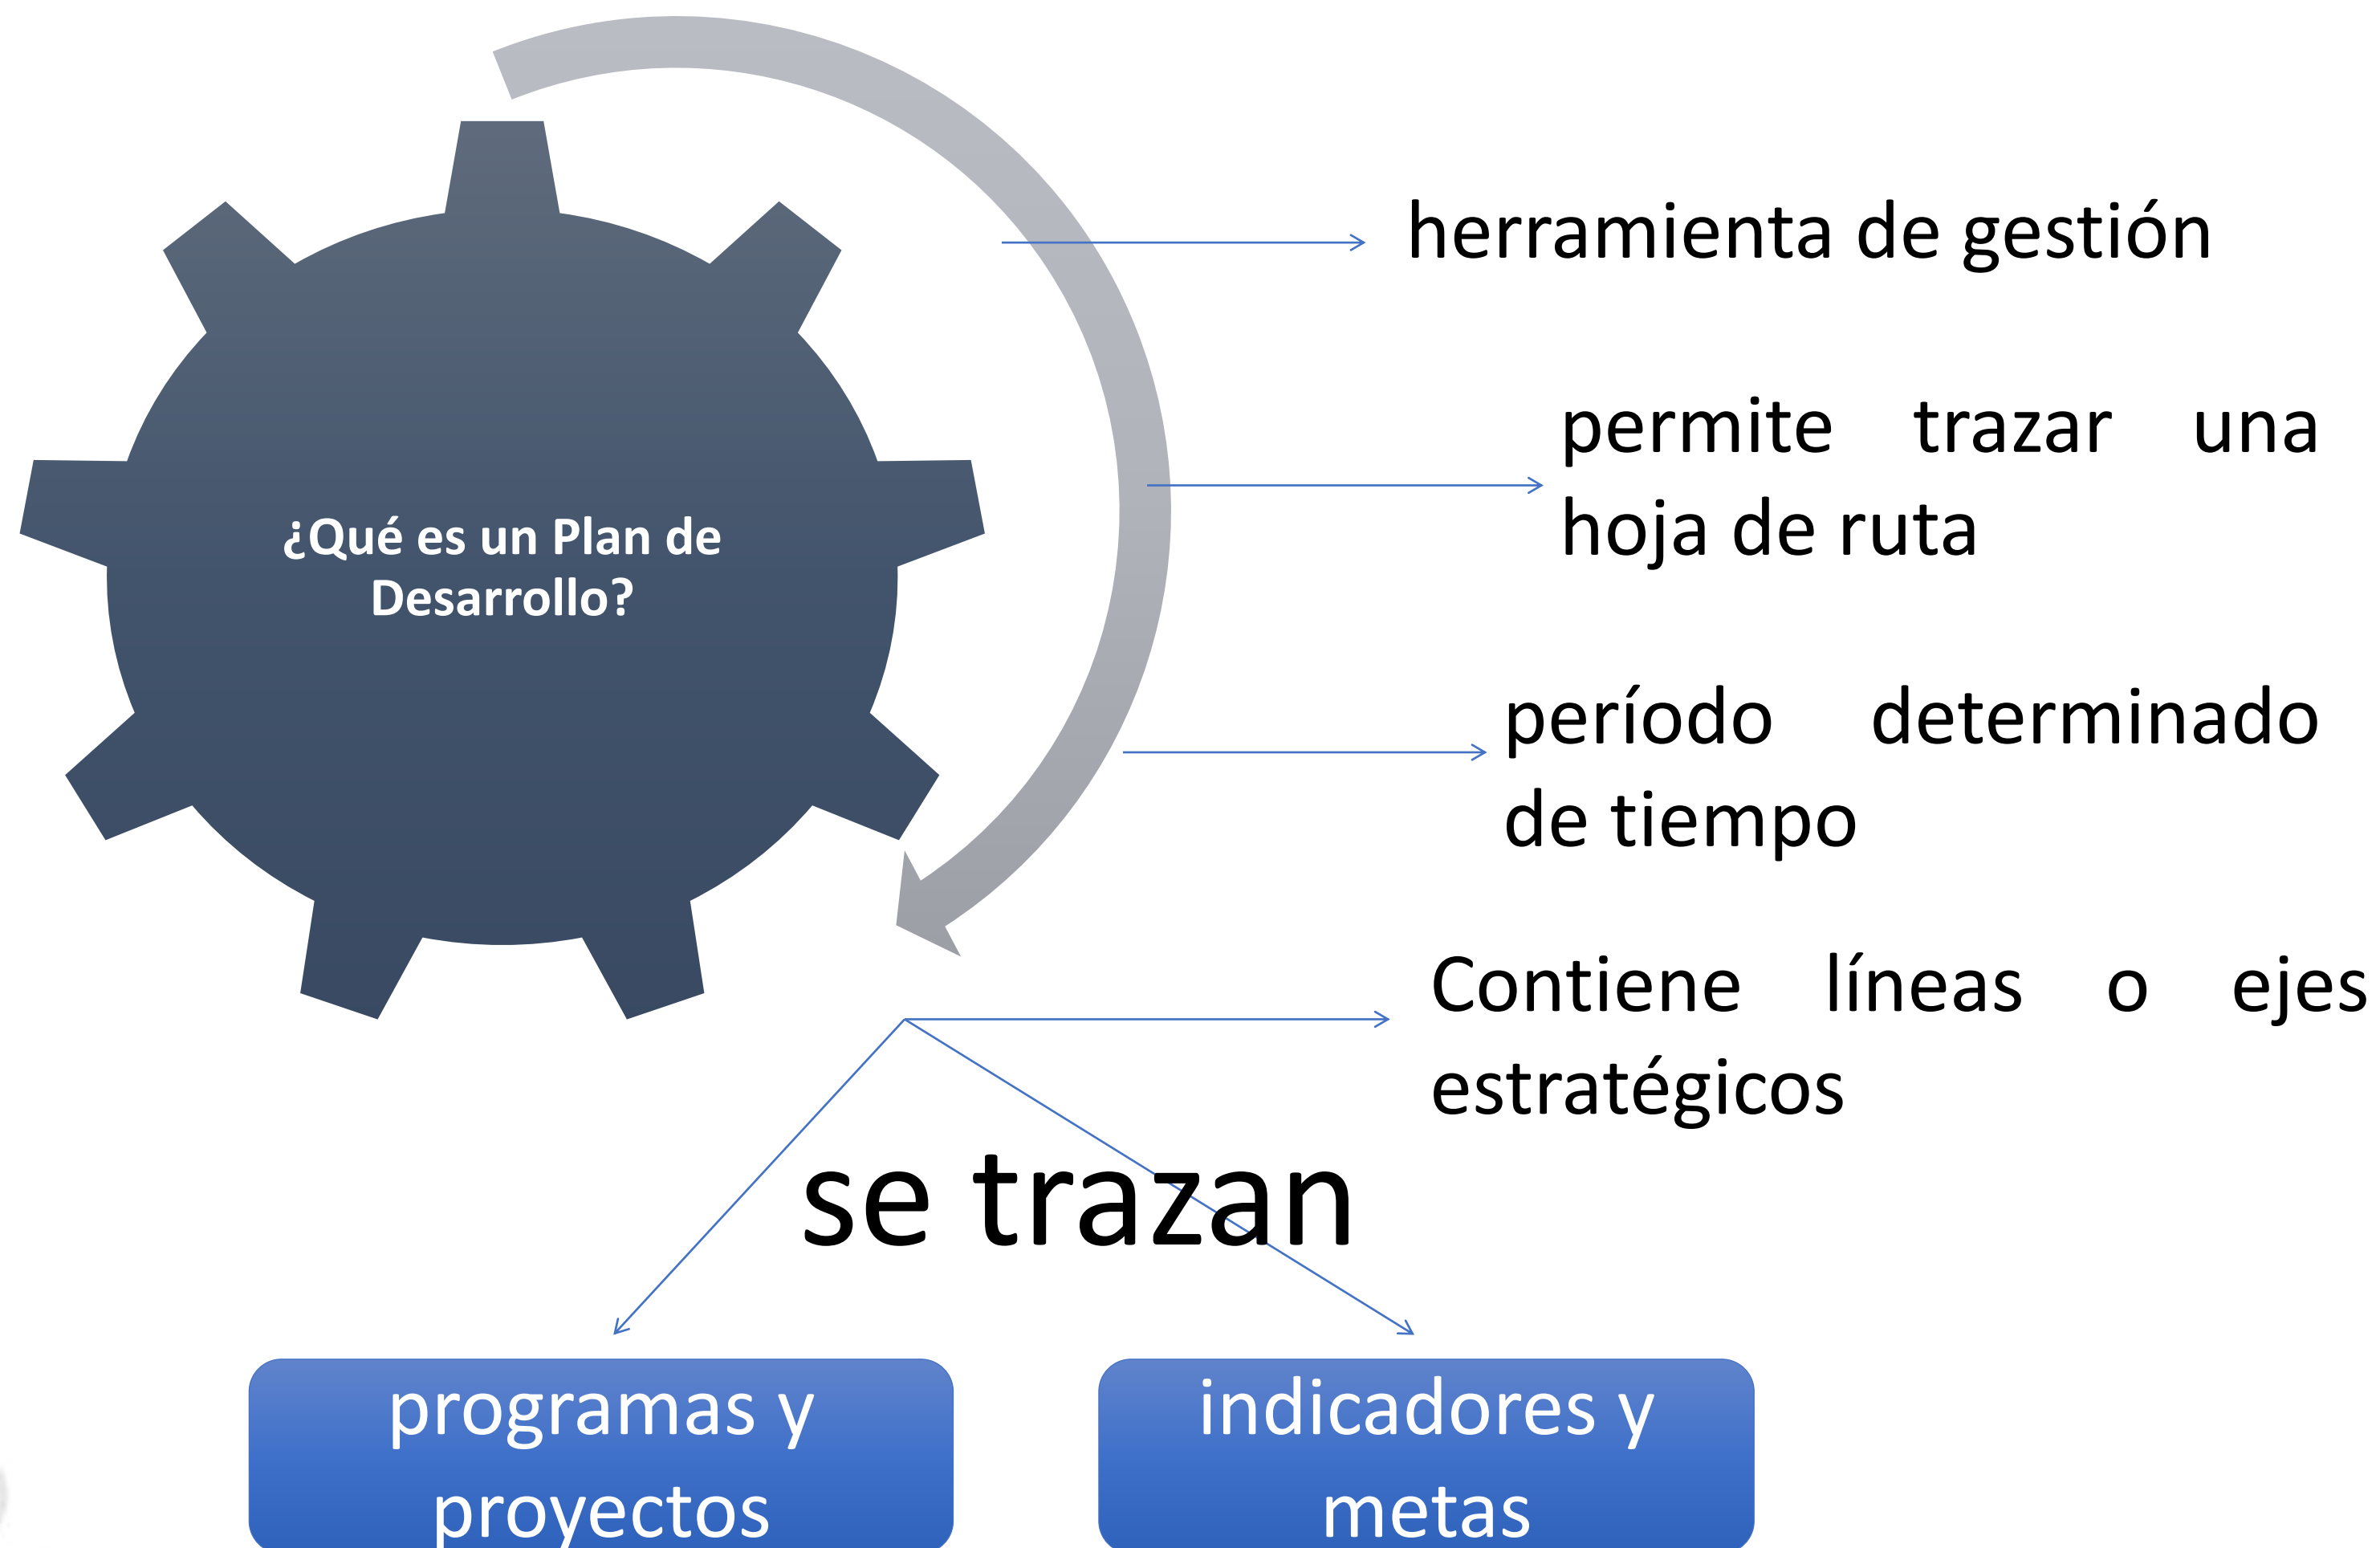 ¿Qué es un Plan de
Desarrollo?
herramienta de gestión
permite trazar una
hoja de ruta
período determinado
de tiempo
Contiene líneas o ejes
estratégicos
se trazan
programas y
proyectos
indicadores y
metas